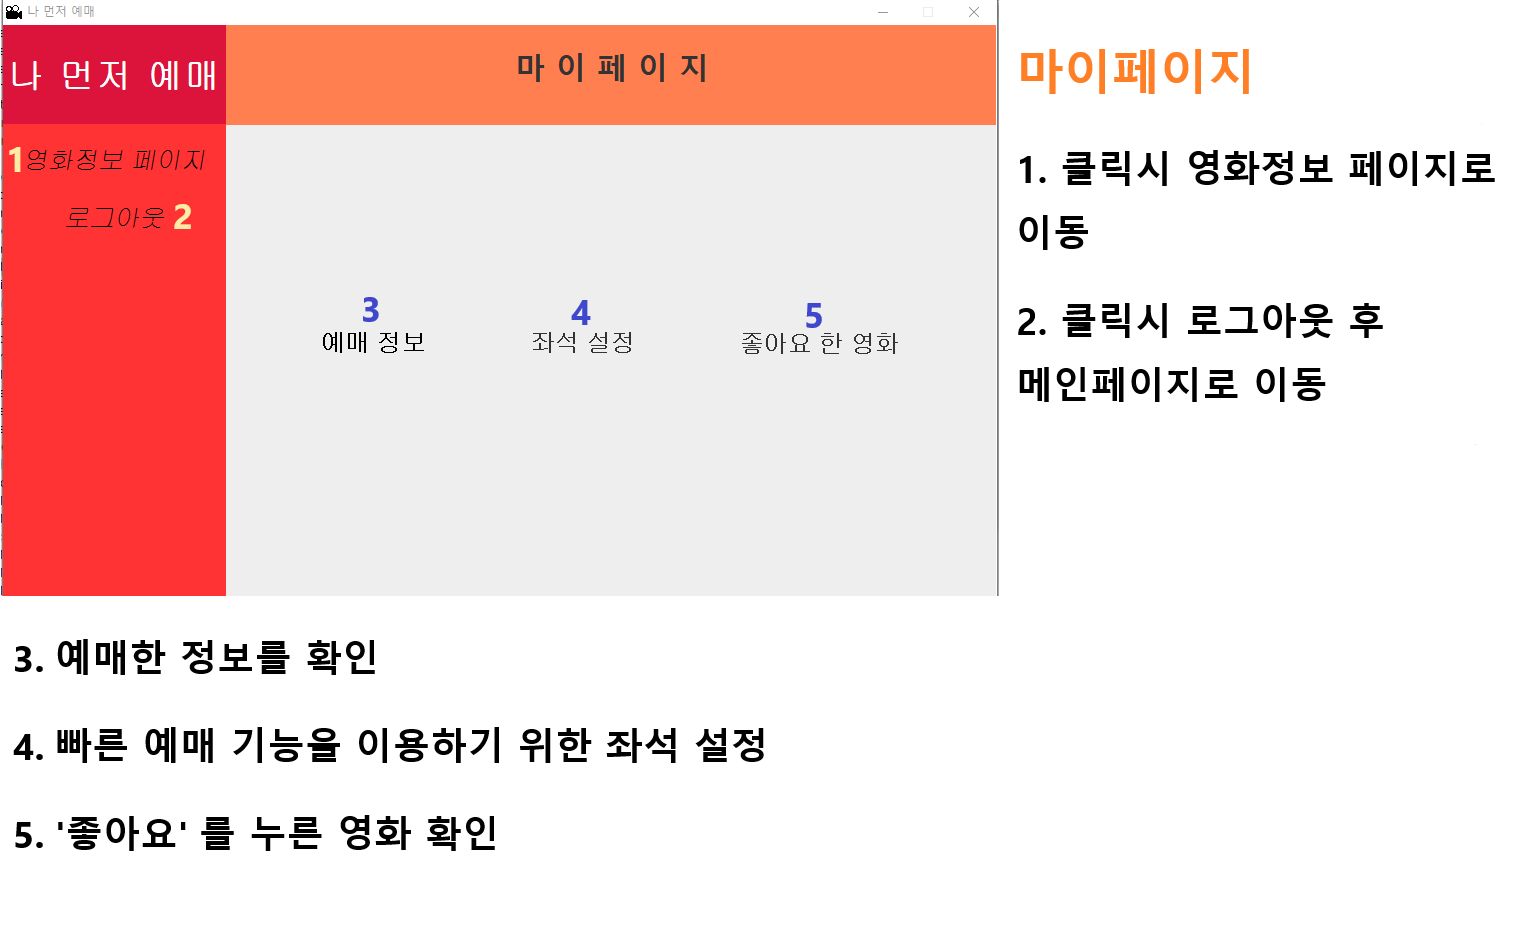 나 먼저 예매
나 먼저 예매
마 이 페 이 지
1영화정보 페이지
로그아웃 2
3
예매 정보
4
좌석 설정
5
좋아요 한 영화
마이페이지
1. 클릭시 영화정보 페이지로
이동
2. 클릭시 로그아웃 후
메인페이지로 이동
3. 예매한 정보를 확인
4. 빠른 예매 기능을 이용하기 위한 좌석 설정
5. '좋아요' 를 누른 영화 확인